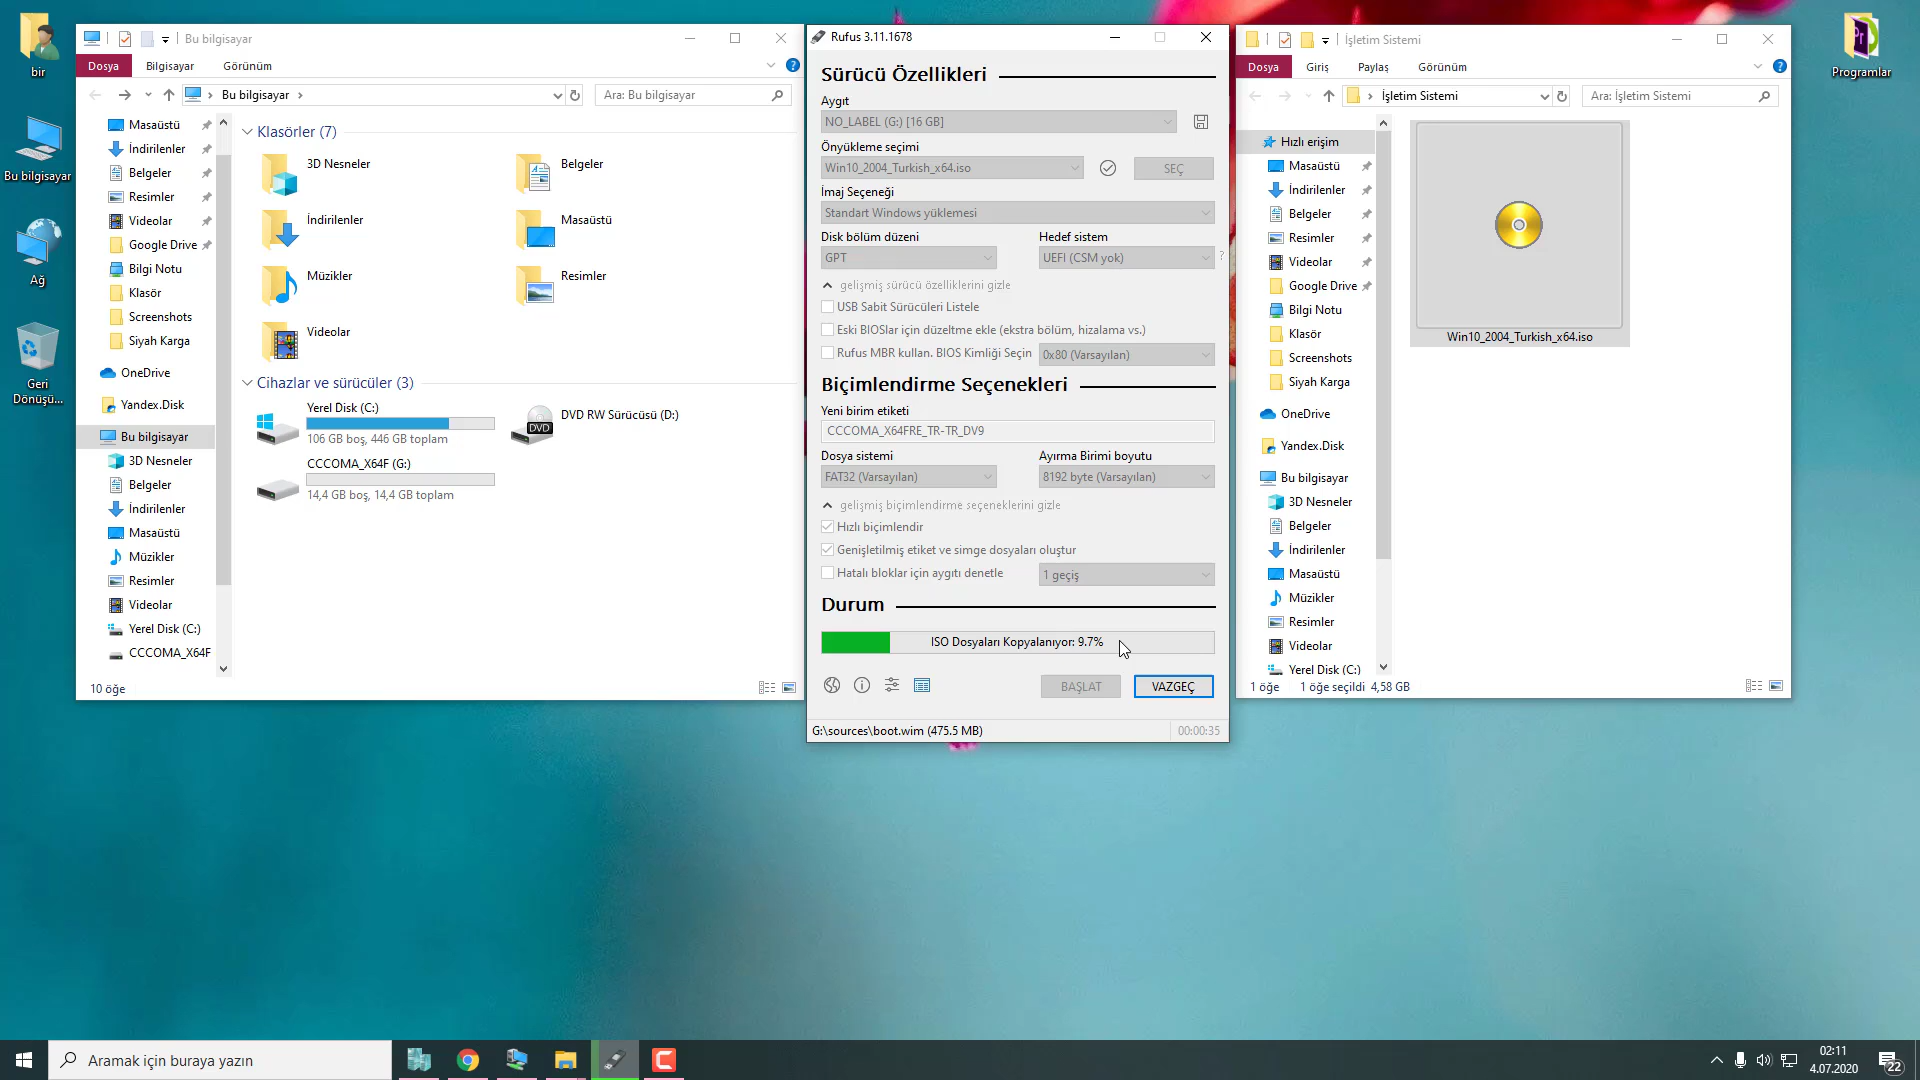 bir
Bu bilgisayar
Ağ
Geri
Dönüşü...
Programlar
Bu bilgisayar
Dosya
Bilgisayar
Görünüm
Bu bilgisayar
Ara: Bu bilgisayar
Masaüstü
İndirilenler
Belgeler
Resimler
Videolar
Google Drive
Bilgi Notu
Klasör
Screenshots
Siyah Karga
OneDrive
Yandex.Disk
Bu bilgisayar
3D Nesneler
Belgeler
İndirilenler
Masaüstü
Müzikler
Resimler
Videolar
Yerel Disk (C:)
CCCOMA_X64F
Klasörler (7)
3D Nesneler
Belgeler
İndirilenler
Masaüstü
Müzikler
Resimler
Videolar
Cihazlar ve sürücüler (3)
Yerel Disk (C:)
106 GB boş, 446 GB toplam
DVD RW Sürücüsü (D:)
DVD
CCCOMA_X64F (G:)
14,4 GB boş, 14,4 GB toplam
10 öğe
Rufus 3.11.1678
Sürücü Özellikleri
Aygıt
NO_LABEL (G:) [16 GB]
Önyükleme seçimi
Win10_2004_Turkish_x64.iso
SEÇ
İmaj Seçeneği
Standart Windows yüklemesi
Disk bölüm düzeni
Hedef sistem
GPT
UEFI (CSM yok)
?
gelişmiş sürücü özelliklerini gizle
USB Sabit Sürücüleri Listele
Eski BIOSlar için düzeltme ekle (ekstra bölüm, hizalama vs.)
Rufus MBR kullan. BIOS Kimliği Seçin
0x80 (Varsayılan)
Biçimlendirme Seçenekleri
Yeni birim etiketi
CCCOMA_X64FRE_TR-TR_DV9
Dosya sistemi
Ayırma Birimi boyutu
FAT32 (Varsayılan)
8192 byte (Varsayılan)
gelişmiş biçimlendirme seçeneklerini gizle
Hızlı biçimlendir
Genişletilmiş etiket ve simge dosyaları oluştur
Hatalı bloklar için aygıtı denetle
1 geçiş
Durum
ISO Dosyaları Kopyalanıyor: 9.7%
BAŞLAT
VAZGEÇ
G:\sources\boot.wim (475.5 MB)
00:00:35
İşletim Sistemi
Dosya
Giriş
Paylaş
Görünüm
İşletim Sistemi
Ara: İşletim Sistemi
Hızlı erişim
Masaüstü
İndirilenler
Belgeler
Resimler
Videolar
Google Drive
Bilgi Notu
Klasör
Screenshots
Siyah Karga
OneDrive
Yandex.Disk
Bu bilgisayar
3D Nesneler
Belgeler
İndirilenler
Masaüstü
Müzikler
Resimler
Videolar
Yerel Disk (C:)
Win10_2004_Turkish_x64.iso
1 öğe
1 öğe seçildi 4,58 GB
Aramak için buraya yazın
02:11
4.07.2020
22